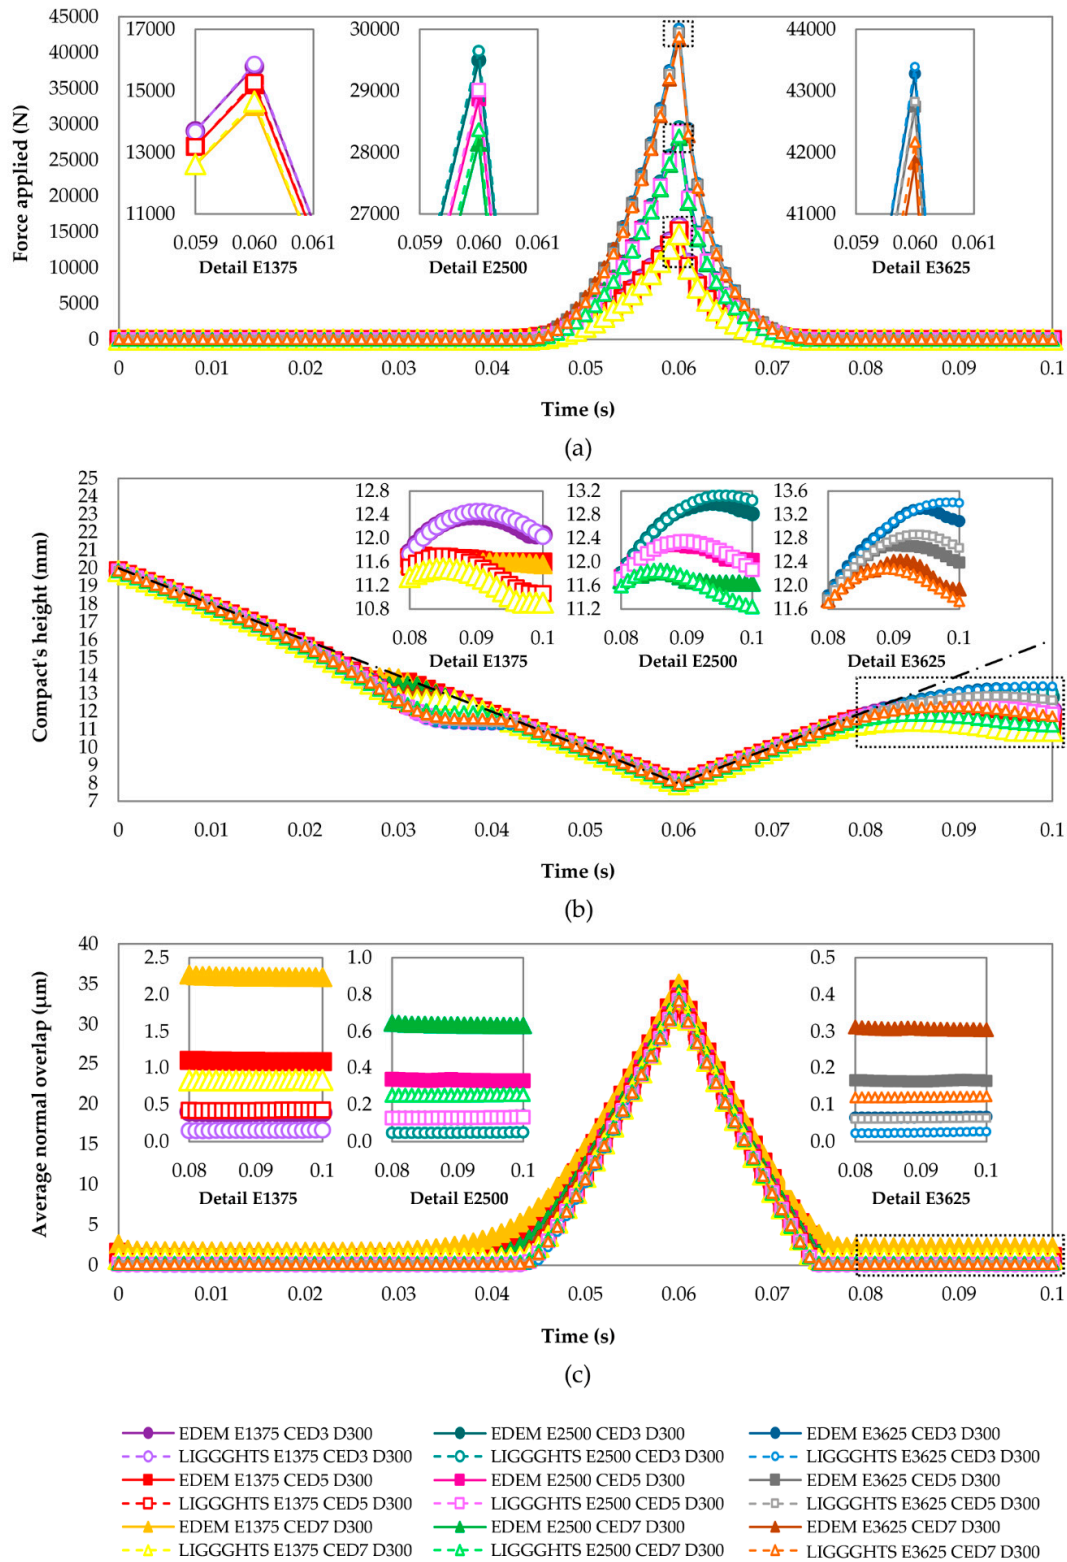 45000
40000
35000
30000
25000
20000
15000
10000
5000
0
Force applied (N)
17000
15000
13000
11000
0.059
0.060
0.061
Detail E1375
30000
29000
28000
27000
0.059
0.060
0.061
Detail E2500
44000
43000
42000
41000
0.059
0.060
0.061
Detail E3625
0 0.01 0.02 0.03 0.04 0.05 0.06 0.07 0.08 0.09 0.1
Time (s)
(a)
25
24
23
22
21
20
19
18
17
16
15
14
13
12
11
10
9
8
7
Compact's height (mm)
12.8
12.4
12.0
11.6
11.2
10.8
0.08 0.09 0.1
Detail E1375
13.2
12.8
12.4
12.0
11.6
11.2
0.08 0.09 0.1
Detail E2500
13.6
13.2
12.8
12.4
12.0
11.6
0.08 0.09 0.1
Detail E3625
0 0.01 0.02 0.03 0.04 0.05 0.06 0.07 0.08 0.09 0.1
Time (s)
(b)
40
35
30
25
20
15
10
5
0
Average normal overlap (μm)
2.5
2.0
1.5
1.0
0.5
0.0
0.08 0.09 0.1
Detail E1375
1.0
0.8
0.6
0.4
0.2
0.0
0.08 0.09 0.1
Detail E2500
0.5
0.4
0.3
0.2
0.1
0.0
0.08 0.09 0.1
Detail E3625
0 0.01 0.02 0.03 0.04 0.05 0.06 0.07 0.08 0.09 0.1
Time (s)
(c)
EDEM E1375 CED3 D300 EDEM E2500 CED3 D300 EDEM E3625 CED3 D300
LIGGGHTS E1375 CED3 D300 LIGGGHTS E2500 CED3 D300 LIGGGHTS E3625 CED3 D300
EDEM E1375 CED5 D300 EDEM E2500 CED5 D300 EDEM E3625 CED5 D300
LIGGGHTS E1375 CED5 D300 LIGGGHTS E2500 CED5 D300 LIGGGHTS E3625 CED5 D300
EDEM E1375 CED7 D300 EDEM E2500 CED7 D300 EDEM E3625 CED7 D300
LIGGGHTS E1375 CED7 D300 LIGGGHTS E2500 CED7 D300 LIGGGHTS E3625 CED7 D300